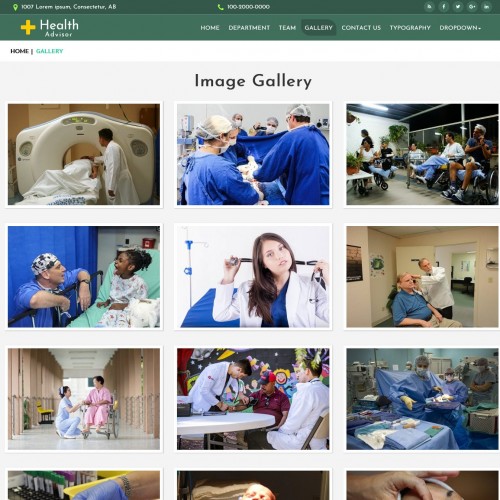 1007 Lorem ipsum, Consectetur, AB
100-2000-0000
Health
Advisor
HOME DEPARTMENT TEAM GALLERY CONTACT US TYPOGRAPHY DROPDOWN
HOME | GALLERY
Image Gallery